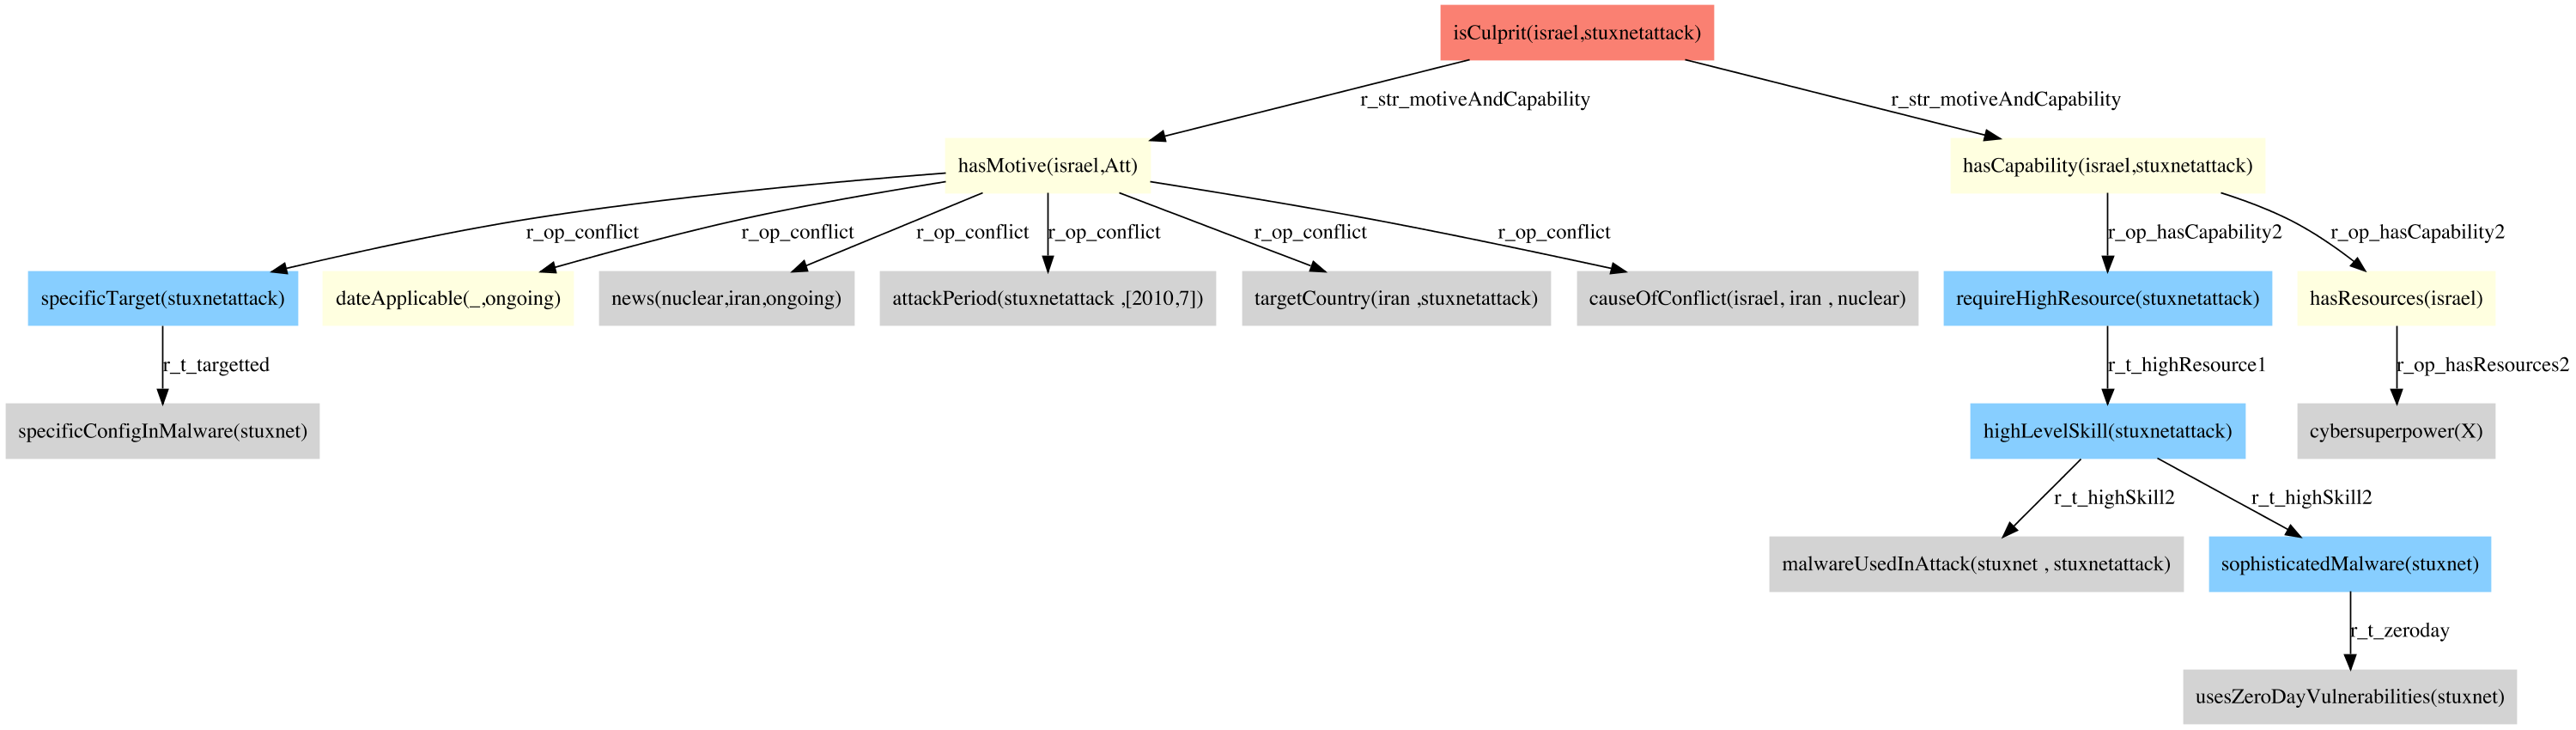 isCulprit(israel,stuxnetattack)
r_str_motiveAndCapability
r_str_motiveAndCapability
hasMotive(israel,Att)
hasCapability(israel,stuxnetattack)
r_op_conflict
r_op_conflict
r_op_conflict
r_op_conflict
r_op_conflict
r_op_conflict
r_op_hasCapability2
r_op_hasCapability2
specificTarget(stuxnetattack)
dateApplicable(_,ongoing)
news(nuclear,iran,ongoing)
attackPeriod(stuxnetattack ,[2010,7])
targetCountry(iran ,stuxnetattack)
causeOfConflict(israel, iran , nuclear)
requireHighResource(stuxnetattack)
hasResources(israel)
r_t_targetted
r_t_highResource1
r_op_hasResources2
specificConfigInMalware(stuxnet)
highLevelSkill(stuxnetattack)
cybersuperpower(X)
r_t_highSkill2
r_t_highSkill2
malwareUsedInAttack(stuxnet , stuxnetattack)
sophisticatedMalware(stuxnet)
r_t_zeroday
usesZeroDayVulnerabilities(stuxnet)